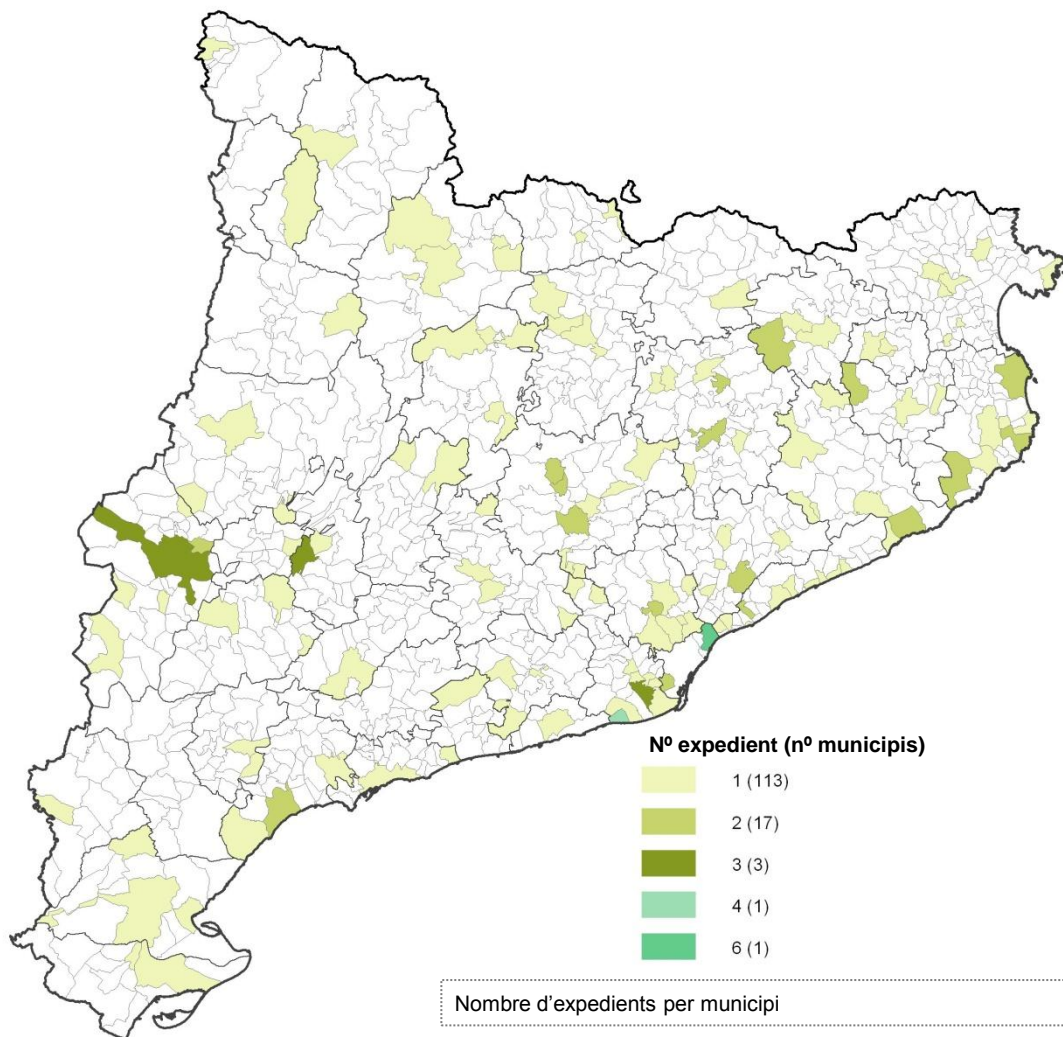 Nº expedient (nº municipis)
1 (113)
2 (17)
3 (3)
4 (1)
6 (1)
Nombre d'expedients per municipi